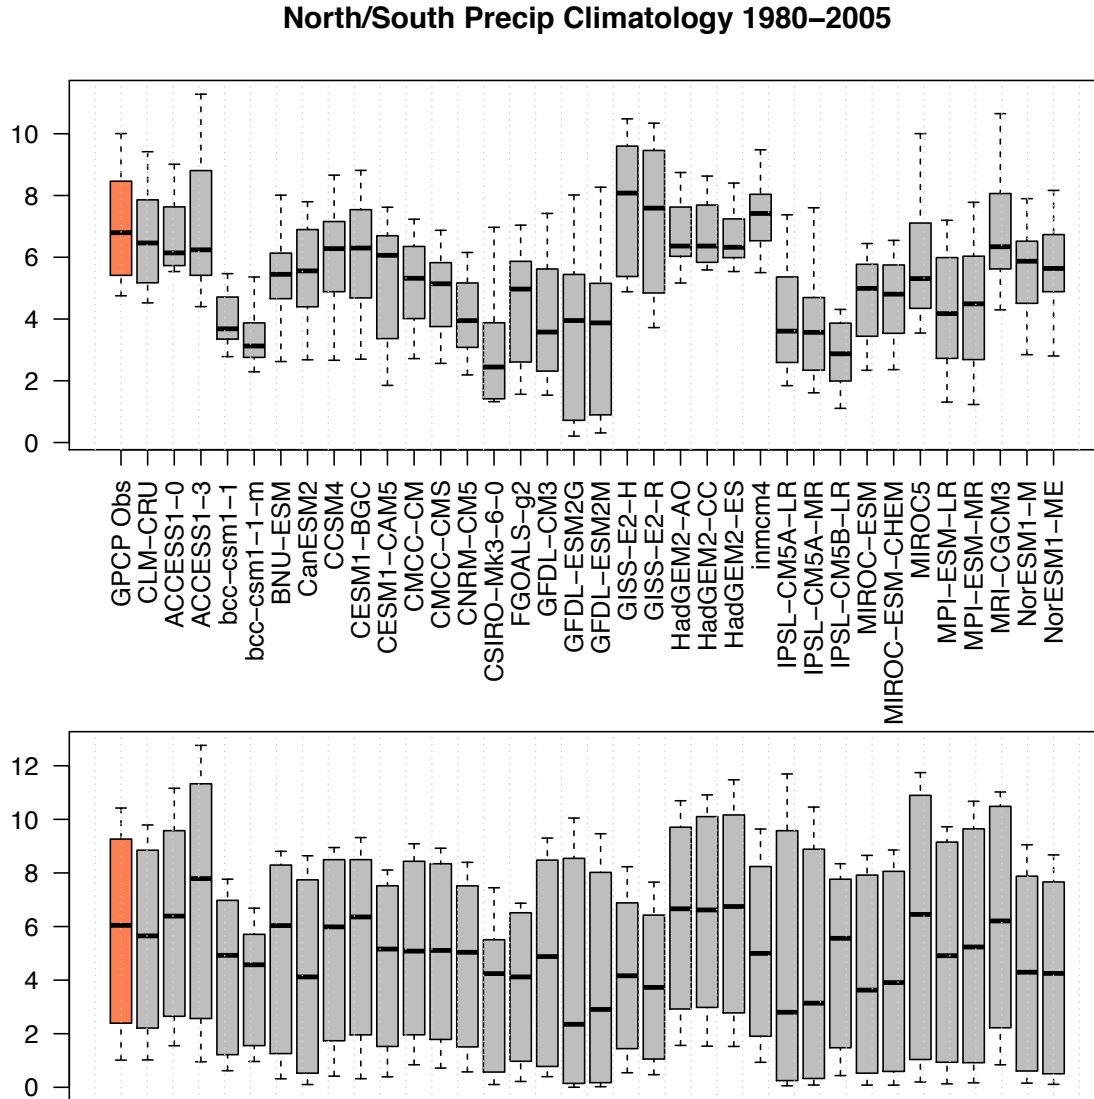 North/South Precip Climatology 1980–2005
10
8
6
4
2
0
GPCP Obs
CLM–CRU
ACCESS1–0
ACCESS1–3
bcc–csm1–1
bcc–csm1–1–m
BNU–ESM
CanESM2
CCSM4
CESM1–BGC
CESM1–CAM5
CMCC–CM
CMCC–CMS
CNRM–CM5
CSIRO–Mk3–6–0
FGOALS–g2
GFDL–CM3
GFDL–ESM2G
GFDL–ESM2M
GISS–E2–H
GISS–E2–R
HadGEM2–AO
HadGEM2–CC
HadGEM2–ES
inmcm4
IPSL–CM5A–LR
IPSL–CM5A–MR
IPSL–CM5B–LR
MIROC–ESM
MIROC–ESM–CHEM
MIROC5
MPI–ESM–LR
MPI–ESM–MR
MRI–CGCM3
NorESM1–M
NorESM1–ME
12
10
8
6
4
2
0